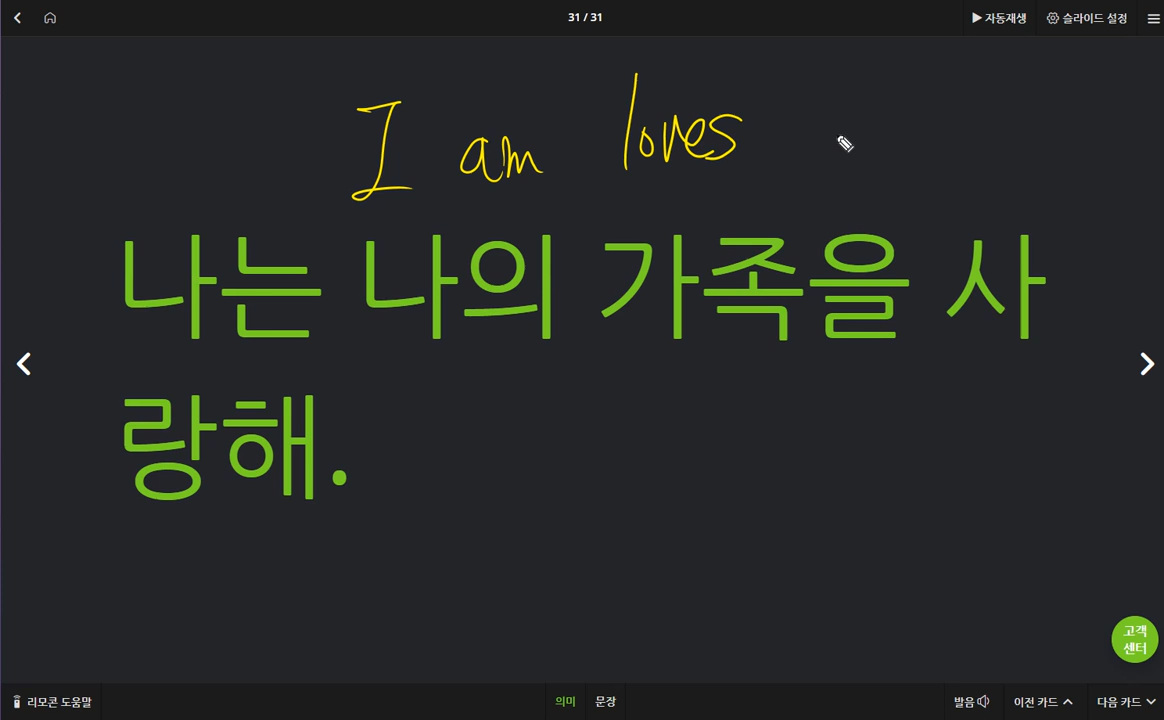 31 / 31
자동재생
슬라이드 설정
I am loves
나는 나의 가족을 사
랑해.
고객
센터
리모콘 도움말
의미
문장
발음
이전 카드
다음 카드